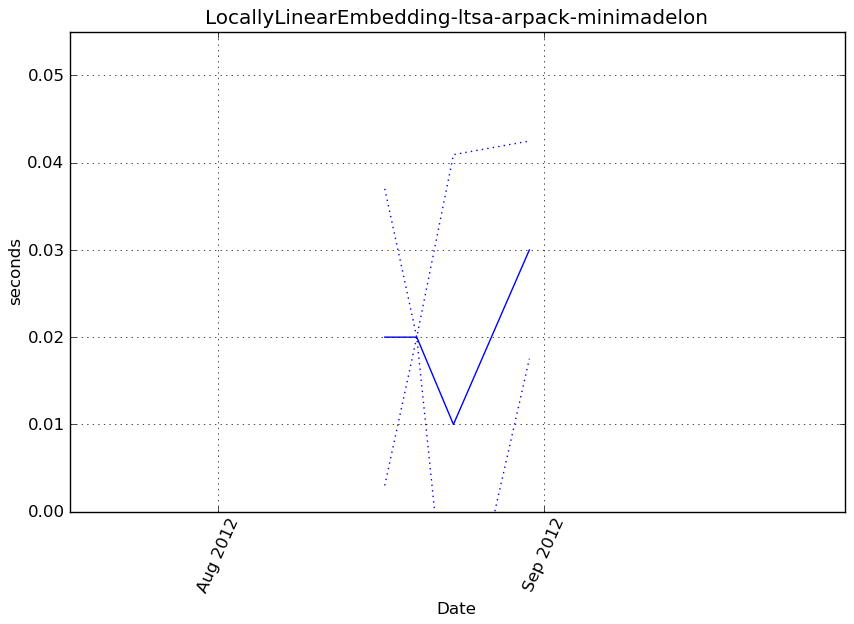 LocallyLinearEmbedding-ltsa-arpack-minimadelon
0.05
0.04
0.03
0.02
0.01
0.00
seconds
Aug 2012
Sep 2012
Date